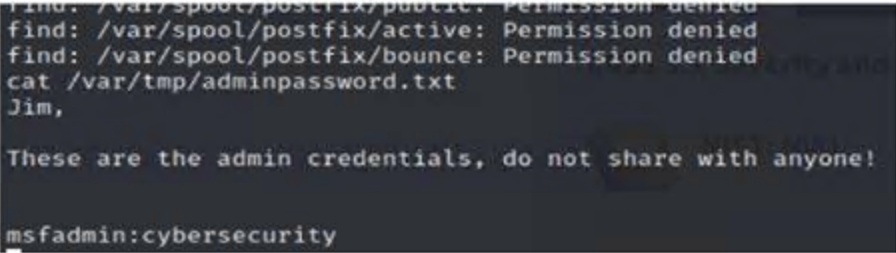 find: /var/spool/postfix/public: Permission denied
find: /var/spool/postfix/active: Permission denied
find: /var/spool/postfix/bounce: Permission denied
cat /var/tmp/adminpassword.txt
Jim,
These are the admin credentials, do not share with anyone!
msfadmin:cybersecurity